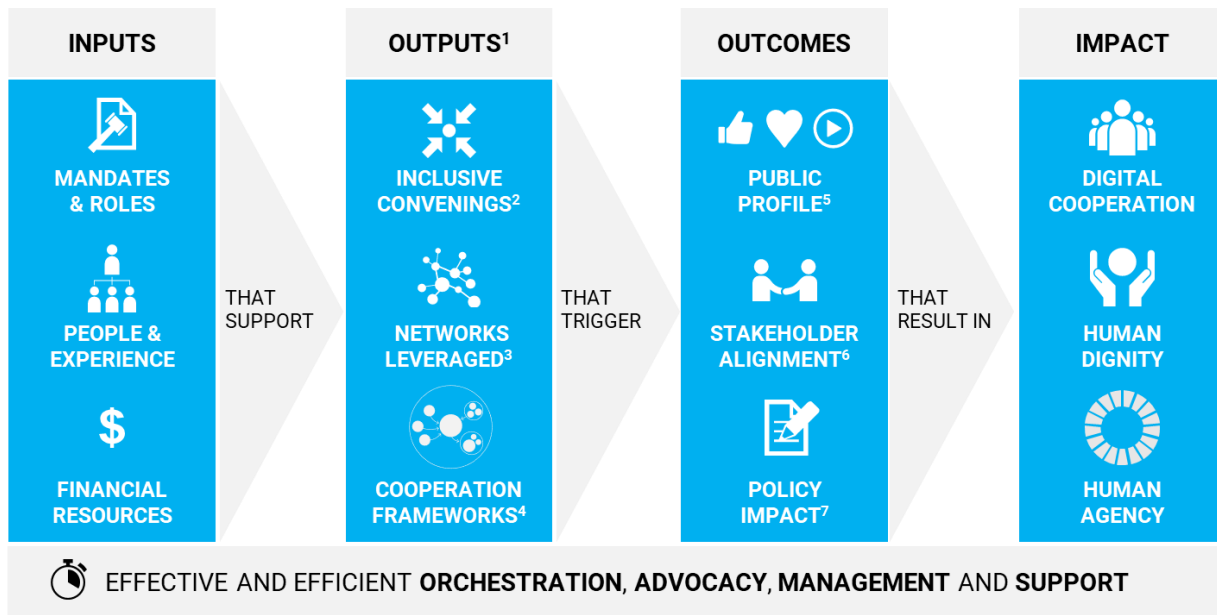 INPUTS
MANDATES
& ROLES
PEOPLE &
EXPERIENCE
$
FINANCIAL
RESOURCES
THAT
SUPPORT
OUTPUTS¹
INCLUSIVE
CONVENINGS²
NETWORKS
LEVERAGED³
COOPERATION
FRAMEWORKS⁴
THAT
TRIGGER
OUTCOMES
PUBLIC
PROFILE⁵
STAKEHOLDER
ALIGNMENT⁶
POLICY
IMPACT⁷
THAT
RESULT IN
IMPACT
DIGITAL
COOPERATION
HUMAN
DIGNITY
HUMAN
AGENCY
EFFECTIVE AND EFFICIENT ORCHESTRATION, ADVOCACY, MANAGEMENT AND SUPPORT